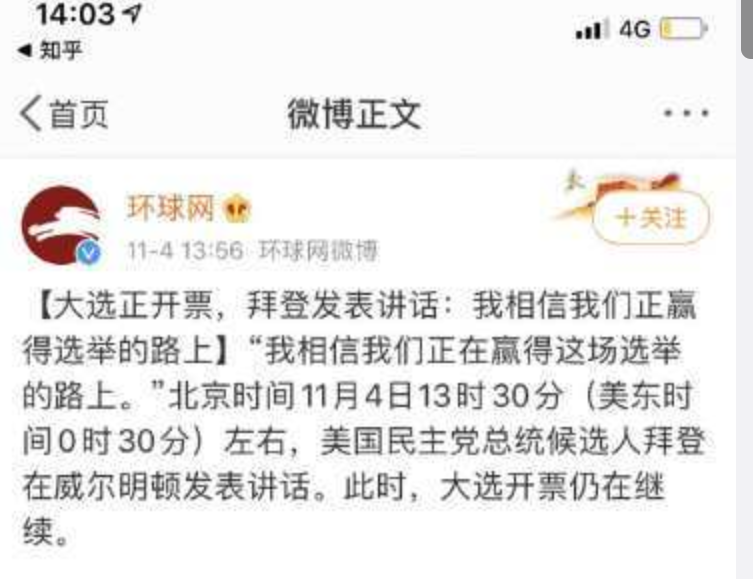 14:03
4G
◀ 知乎
首页 微博正文 ···
环球网
+关注
11-4 13:56 环球网微博
【大选正开票，拜登发表讲话：我相信我们正赢
得选举的路上】“我相信我们正在赢得这场选举
的路上。”北京时间11月4日13时30分（美东时
间0时30分）左右，美国民主党总统候选人拜登
在威尔明顿发表讲话。此时，大选开票仍在继
续。